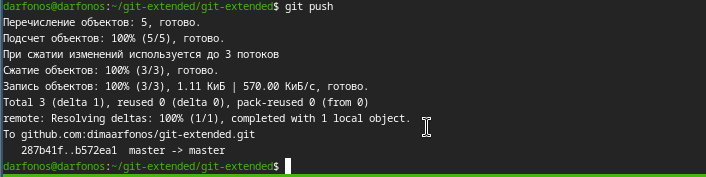 darfonos@darfonos:~/git-extended/git-extended$ git push
Перечисление объектов: 5, готово.
Подсчет объектов: 100% (5/5), готово.
При сжатии изменений используется до 3 потоков
Сжатие объектов: 100% (3/3), готово.
Запись объектов: 100% (3/3), 1.11 КиБ | 570.00 КиБ/с, готово.
Total 3 (delta 1), reused 0 (delta 0), pack-reused 0 (from 0)
remote: Resolving deltas: 100% (1/1), completed with 1 local object.
To github.com:dimaarfonos/git-extended.git
   287b41f..b572ea1  master -> master
darfonos@darfonos:~/git-extended/git-extended$